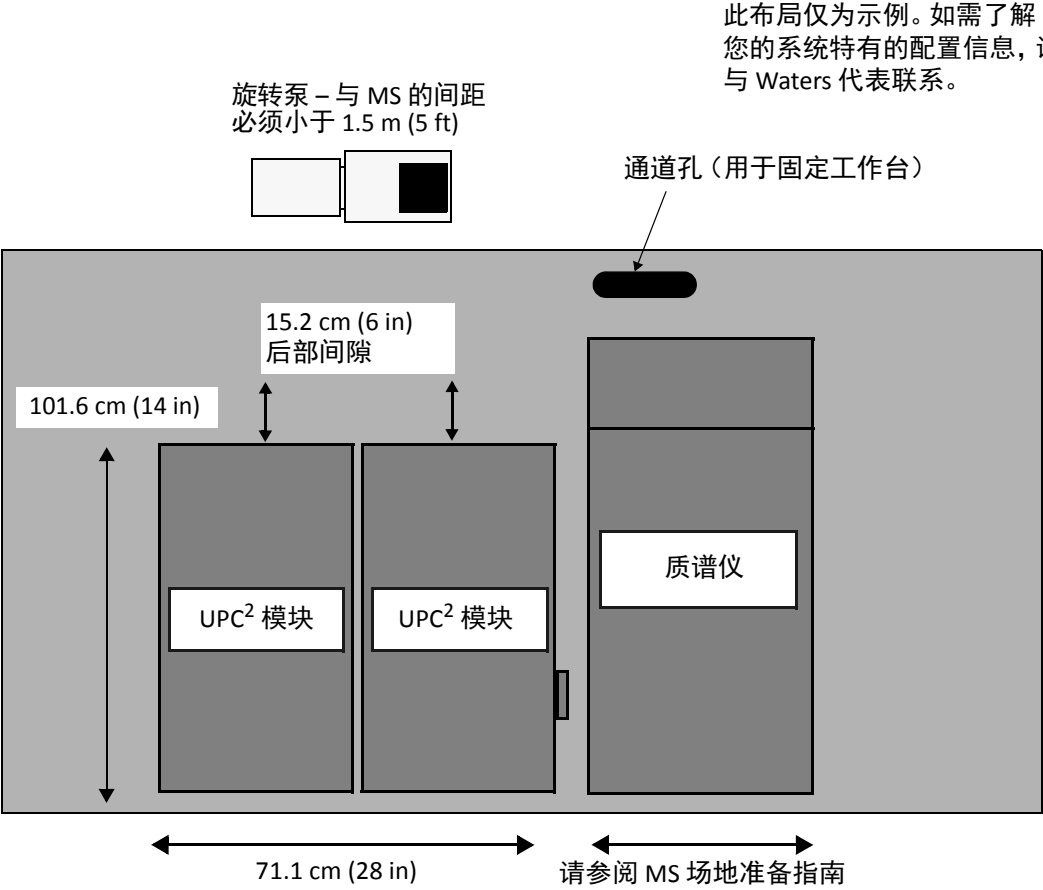 此布局仅为示例。如需了解
您的系统特有的配置信息,
与 Waters 代表联系。
旋转泵 – 与 MS 的间距
必须小于 1.5 m (5 ft)
通道孔（用于固定工作台）
15.2 cm (6 in)
后部间隙
101.6 cm (14 in)
质谱仪
UPC² 模块
UPC² 模块
71.1 cm (28 in)
请参阅 MS 场地准备指南